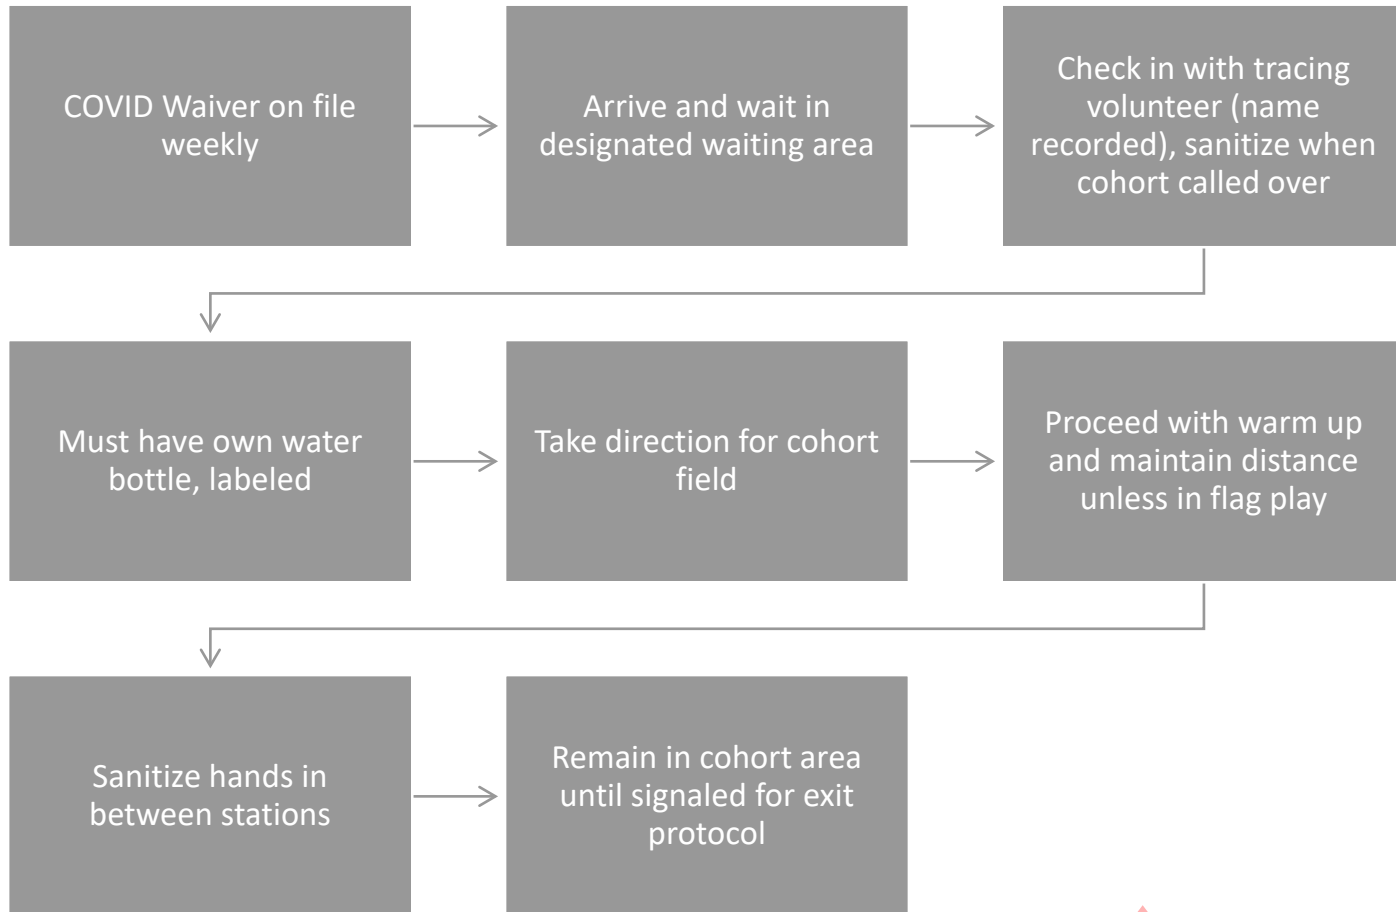 COVID Waiver on file
weekly
Arrive and wait in
designated waiting area
Check in with tracing
volunteer (name
recorded), sanitize when
cohort called over
Must have own water
bottle, labeled
Take direction for cohort
field
Proceed with warm up
and maintain distance
unless in flag play
Sanitize hands in
between stations
Remain in cohort area
until signaled for exit
protocol